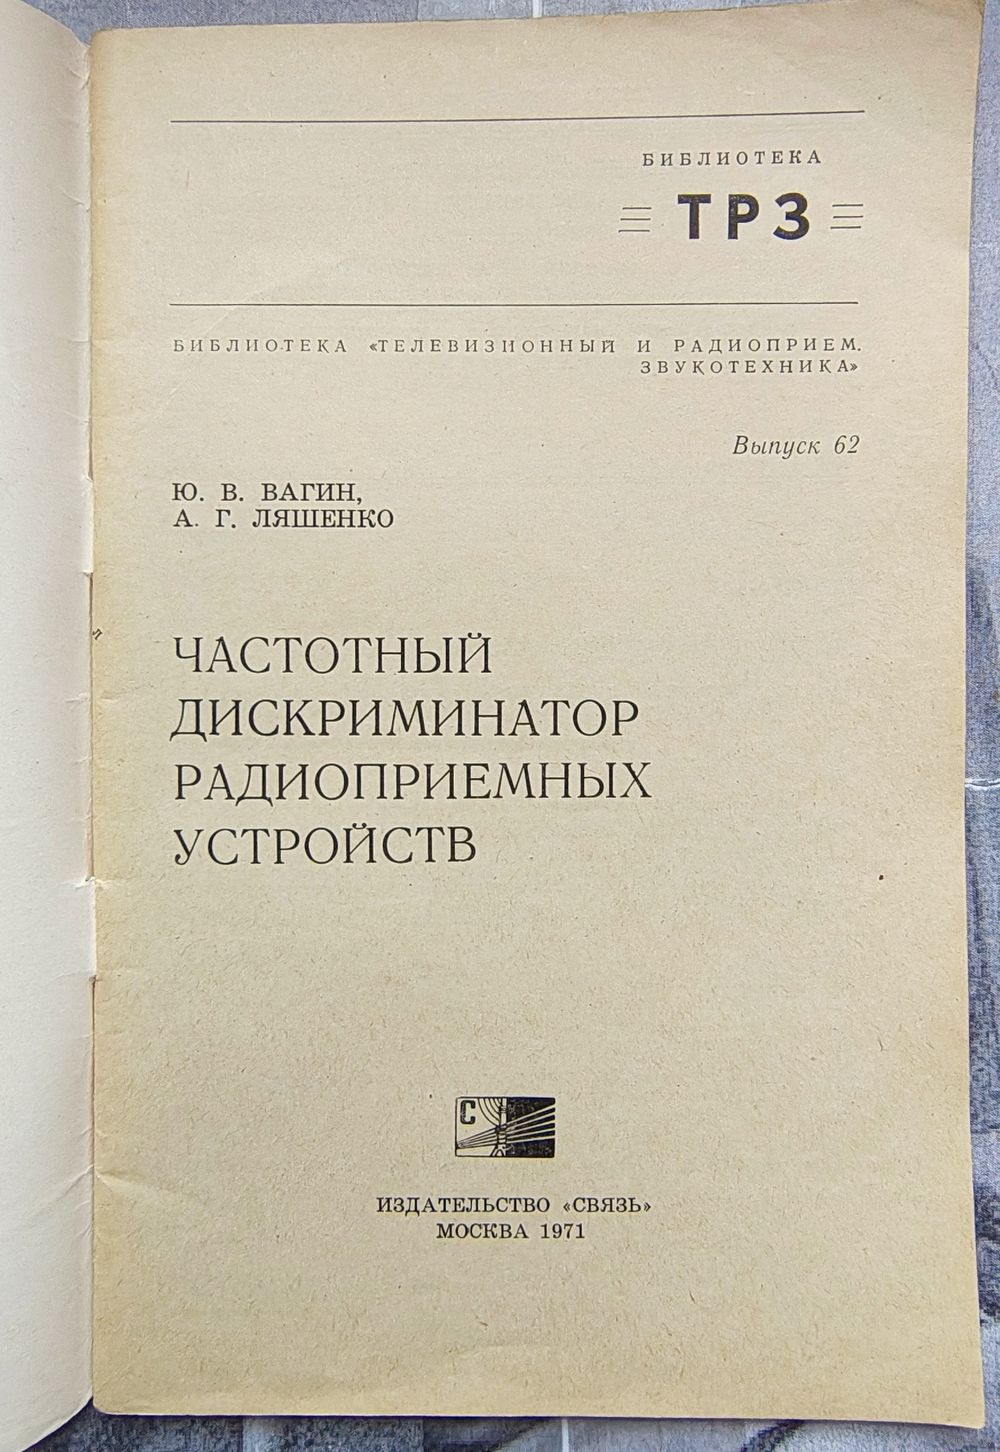 БИБЛИОТЕКА
ТРЗ
БИБЛИОТЕКА «ТЕЛЕВИЗИОННЫЙ И РАДИОПРИЕМ.
ЗВУКОТЕХНИКА»
Выпуск 62
Ю. В. ВАГИН,
А. Г. ЛЯШЕНКО
ЧАСТОТНЫЙ
ДИСКРИМИНАТОР
РАДИОПРИЕМНЫХ
УСТРОЙСТВ
С
ИЗДАТЕЛЬСТВО «СВЯЗЬ»
МОСКВА 1971